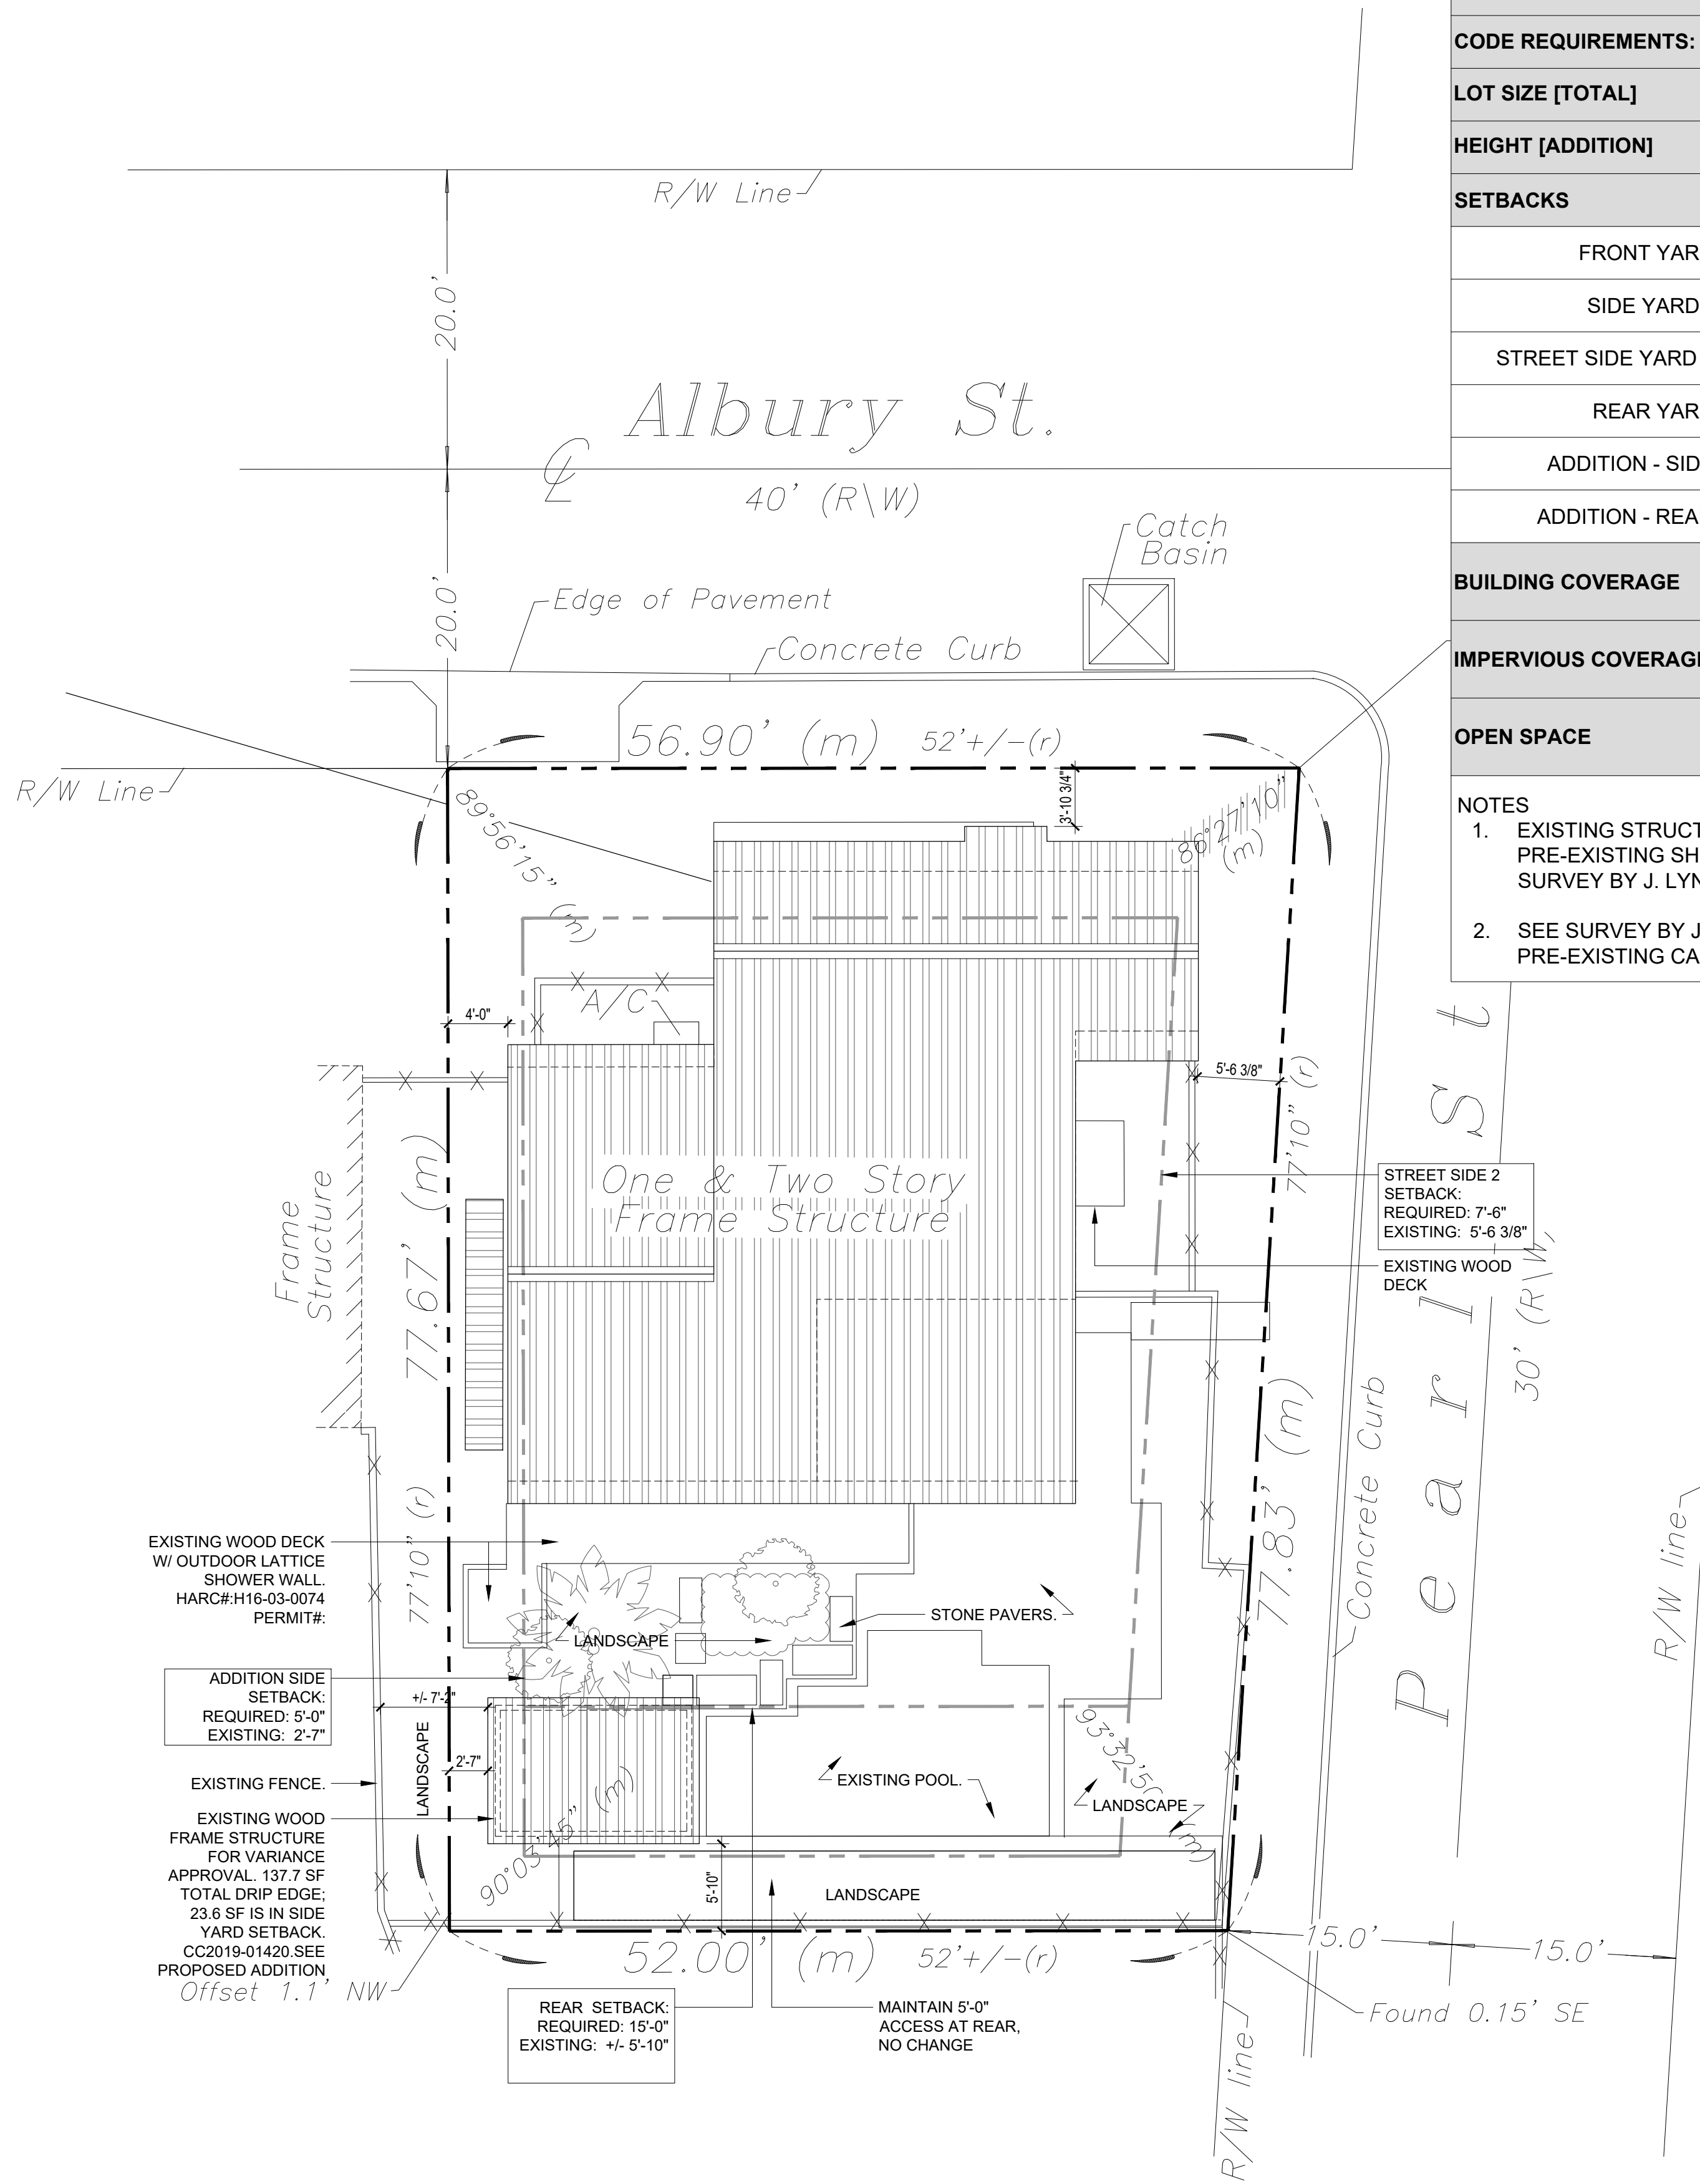 CODE REQUIREMENTS:
LOT SIZE [TOTAL]
HEIGHT [ADDITION]
SETBACKS
FRONT YAR
SIDE YARD
STREET SIDE YARD
REAR YAR
ADDITION - SID
ADDITION - REA
BUILDING COVERAGE
IMPERVIOUS COVERAG
OPEN SPACE
NOTES
1. EXISTING STRUCT
PRE-EXISTING SH
SURVEY BY J. LYN
2. SEE SURVEY BY J
PRE-EXISTING CA
R/W Line
20.0'
Albury St.
40' (R\W)
Catch
Basin
20.0'
Edge of Pavement
Concrete Curb
56.90' (m) 52'+/-(r)
R/W Line
3'-10 3/4"
89°56'15"
(m)
86°27'10"
(m)
A/C
4'-0"
5'-6 3/8"
77'10" (r)
77.67' (m)
One & Two Story
Frame Structure
Frame
Structure
STREET SIDE 2
SETBACK:
REQUIRED: 7'-6"
EXISTING: 5'-6 3/8"
EXISTING WOOD
DECK
Pearl St
30' (R\W)
77.83' (m)
Concrete Curb
77'10" (r)
EXISTING WOOD DECK
W/ OUTDOOR LATTICE
SHOWER WALL.
HARC#:H16-03-0074
PERMIT#:
STONE PAVERS.
LANDSCAPE
R/W line
ADDITION SIDE
SETBACK:
REQUIRED: 5'-0"
EXISTING: 2'-7"
+/- 7'-2"
LANDSCAPE
2'-7"
EXISTING POOL.
LANDSCAPE
(m)
EXISTING FENCE.
EXISTING WOOD
FRAME STRUCTURE
FOR VARIANCE
APPROVAL. 137.7 SF
TOTAL DRIP EDGE;
23.6 SF IS IN SIDE
YARD SETBACK.
CC2019-01420.SEE
PROPOSED ADDITION
90°03'45" (m)
5'-10"
LANDSCAPE
Offset 1.1' NW
52.00' (m) 52'+/-(r)
15.0'
15.0'
Found 0.15' SE
REAR SETBACK:
REQUIRED: 15'-0"
EXISTING: +/- 5'-10"
MAINTAIN 5'-0"
ACCESS AT REAR,
NO CHANGE
R/W line